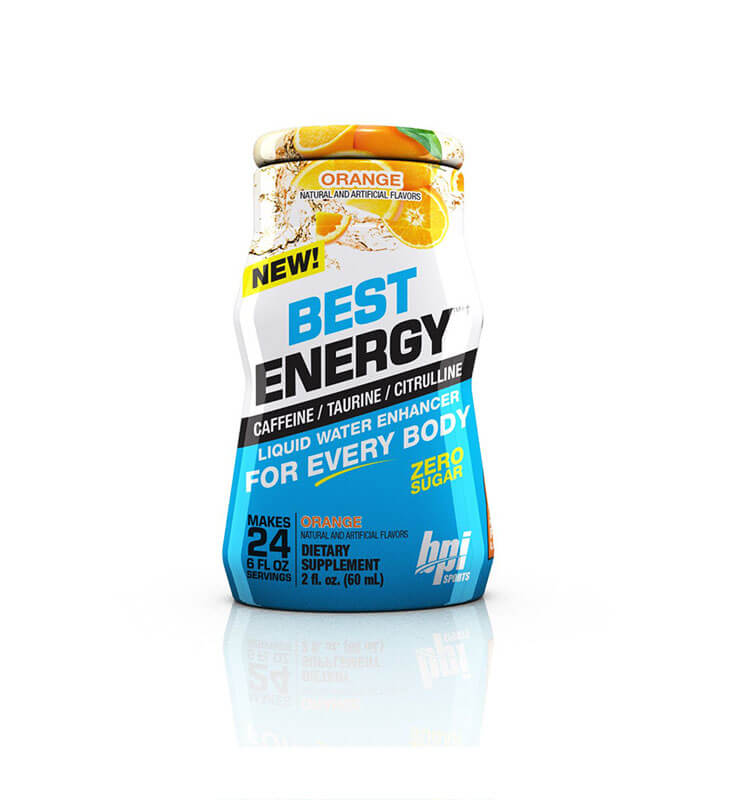 ORANGE
NATURAL AND ARTIFICIAL FLAVORS
NEW!
BEST
ENERGY™
CAFFEINE / TAURINE / CITRULLINE
LIQUID WATER ENHANCER
FOR EVERY BODY
ZERO
SUGAR
MAKES
24
6 FL OZ
SERVINGS
ORANGE
NATURAL AND ARTIFICIAL FLAVORS
DIETARY
SUPPLEMENT
2 fl. oz. (60 mL)
bpi
SPORTS